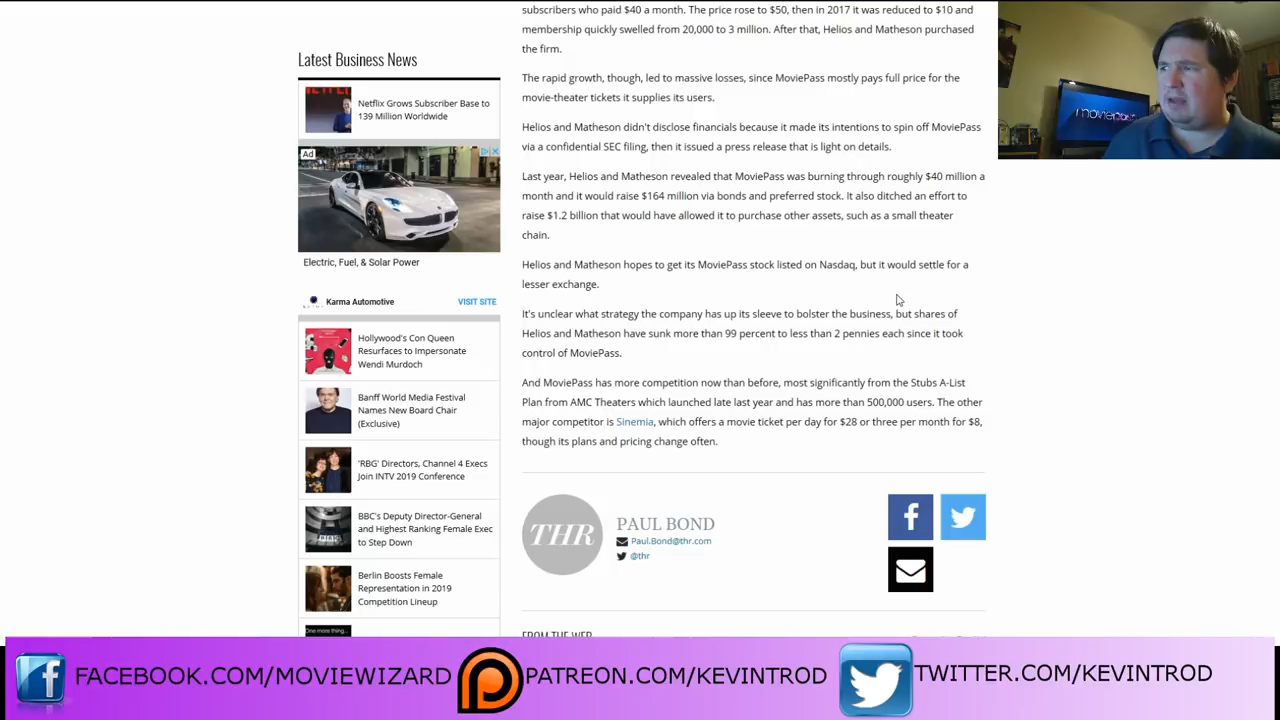 subscribers who paid $40 a month. The price rose to $50, then in 2017 it was reduced to $10 and
membership quickly swelled from 20,000 to 3 million. After that, Helios and Matheson purchased
the firm.
The rapid growth, though, led to massive losses, since MoviePass mostly pays full price for the
movie-theater tickets it supplies its users.
Helios and Matheson didn't disclose financials because it made its intentions to spin off MoviePass
via a confidential SEC filing, then it issued a press release that is light on details.
Last year, Helios and Matheson revealed that MoviePass was burning through roughly $40 million a
month and it would raise $164 million via bonds and preferred stock. It also ditched an effort to
raise $1.2 billion that would have allowed it to purchase other assets, such as a small theater
chain.
Helios and Matheson hopes to get its MoviePass stock listed on Nasdaq, but it would settle for a
lesser exchange.
It's unclear what strategy the company has up its sleeve to bolster the business, but shares of
Helios and Matheson have sunk more than 99 percent to less than 2 pennies each since it took
control of MoviePass.
And MoviePass has more competition now than before, most significantly from the Stubs A-List
Plan from AMC Theaters which launched late last year and has more than 500,000 users. The other
major competitor is Sinemia, which offers a movie ticket per day for $28 or three per month for $8,
though its plans and pricing change often.
THR
PAUL BOND
Paul.Bond@thr.com
@thr
FROM THE WEB
Latest Business News
Netflix Grows Subscriber Base to
139 Million Worldwide
Ad
Electric, Fuel, & Solar Power
Karma Automotive
VISIT SITE
Hollywood's Con Queen
Resurfaces to Impersonate
Wendi Murdoch
Banff World Media Festival
Names New Board Chair
(Exclusive)
'RBG' Directors, Channel 4 Execs
Join INTV 2019 Conference
BBC's Deputy Director-General
and Highest Ranking Female Exec
to Step Down
BBC
Berlin Boosts Female
Representation in 2019
Competition Lineup
One more thing...
moviepass
FACEBOOK.COM/MOVIEWIZARD
PATREON.COM/KEVINTROD
TWITTER.COM/KEVINTROD